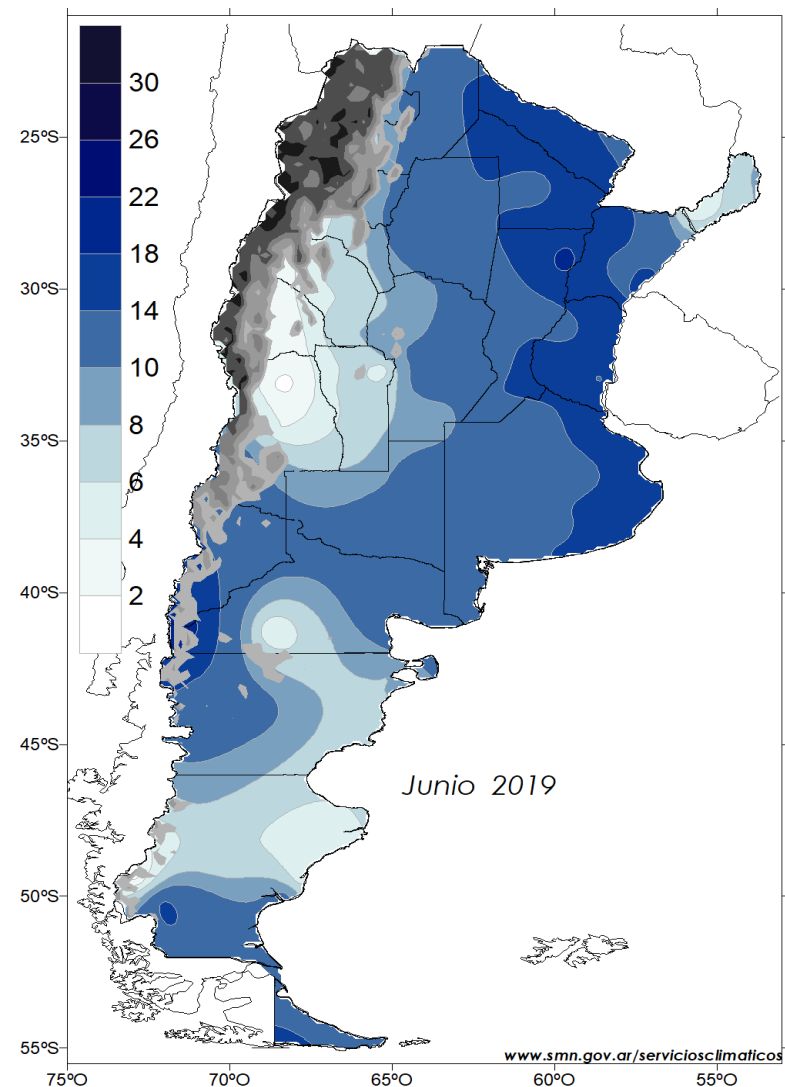 30
26
25ºS
22
18
30ºS
14
10
8
35ºS
6
4
40ºS
2
45ºS
Junio 2019
50ºS
55ºS
www.smn.gov.ar/serviciosclimaticos
75ºO 70ºO 65ºO 60ºO 55ºO